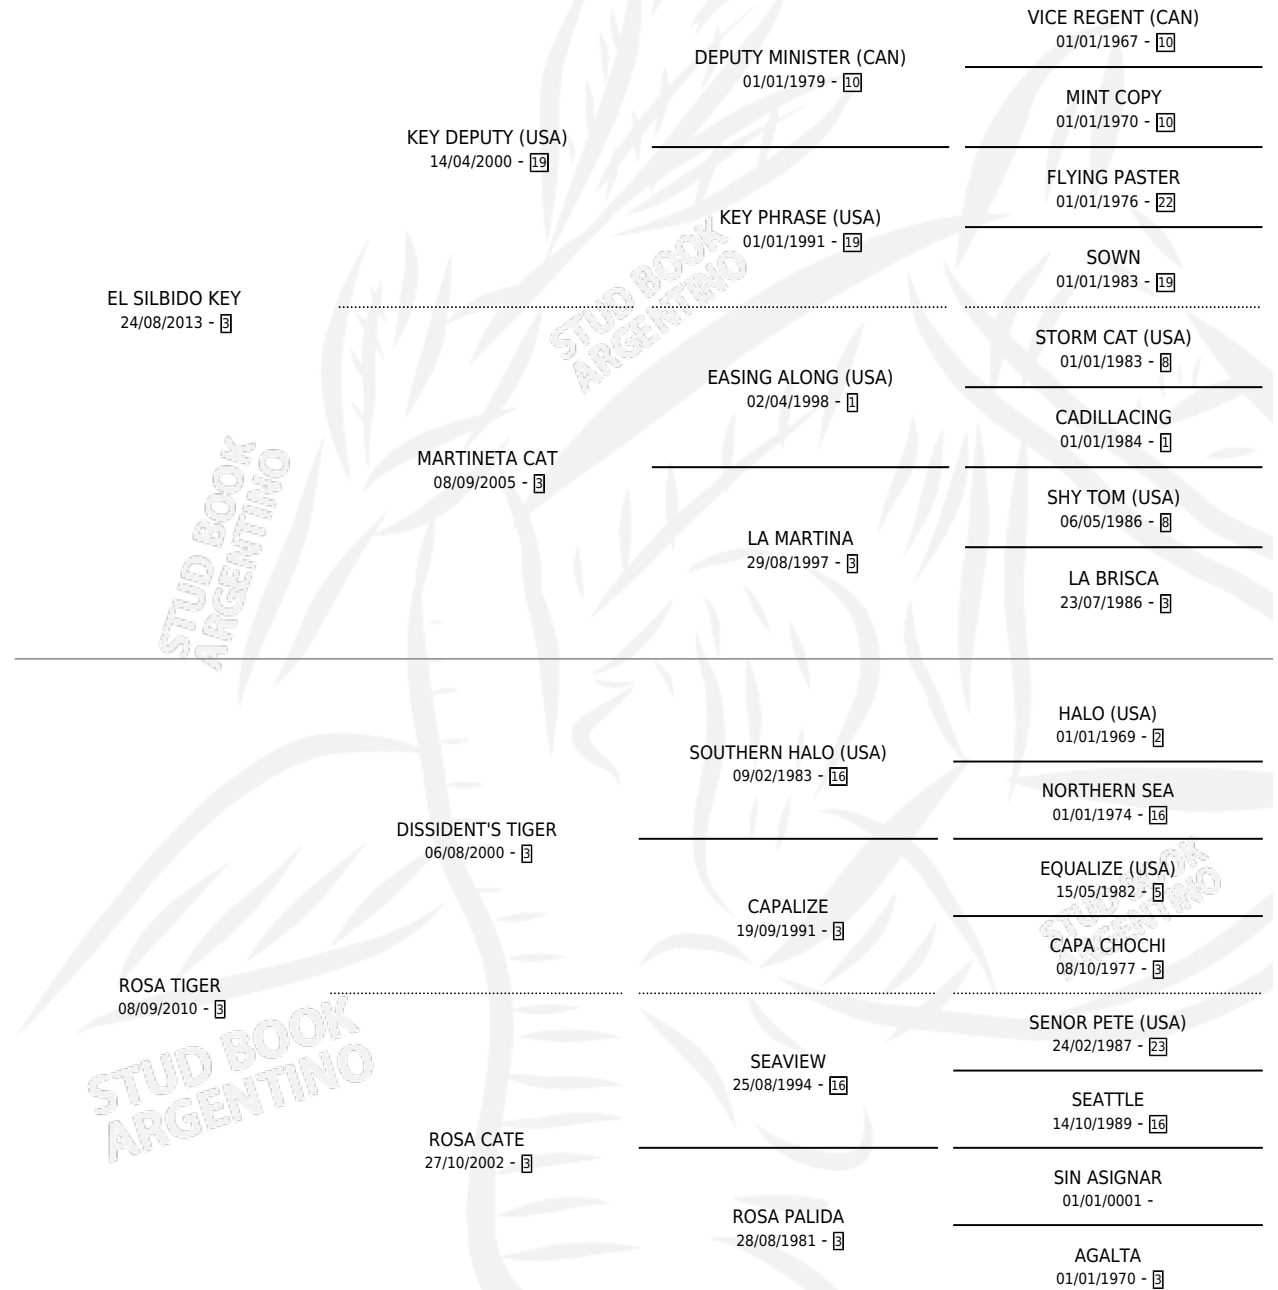 VICE REGENT (CAN)
01/01/1967 - 10
DEPUTY MINISTER (CAN)
01/01/1979 - 10
MINT COPY
01/01/1970 - 10
KEY DEPUTY (USA)
14/04/2000 - 19
FLYING PASTER
01/01/1976 - 22
KEY PHRASE (USA)
01/01/1991 - 19
SOWN
01/01/1983 - 19
EL SILBIDO KEY
24/08/2013 - 3
STORM CAT (USA)
01/01/1983 - 8
EASING ALONG (USA)
02/04/1998 - 1
CADILLACING
01/01/1984 - 1
MARTINETA CAT
08/09/2005 - 3
SHY TOM (USA)
06/05/1986 - 8
LA MARTINA
29/08/1997 - 3
LA BRISCA
23/07/1986 - 3
HALO (USA)
01/01/1969 - 2
SOUTHERN HALO (USA)
09/02/1983 - 16
NORTHERN SEA
01/01/1974 - 16
DISSIDENT'S TIGER
06/08/2000 - 3
EQUALIZE (USA)
15/05/1982 - 5
CAPALIZE
19/09/1991 - 3
CAPA CHOCHI
08/10/1977 - 3
ROSA TIGER
08/09/2010 - 3
SENOR PETE (USA)
24/02/1987 - 23
SEAVIEW
25/08/1994 - 16
SEATTLE
14/10/1989 - 16
ROSA CATE
27/10/2002 - 3
SIN ASIGNAR
01/01/0001 -
ROSA PALIDA
28/08/1981 - 3
AGALTA
01/01/1970 - 3
STUD BOOK
ARGENTINO
STUD BOOK
ARGENTINO
STUD BOOK
ARGENTINO
STUD BOOK
ARGENTINO